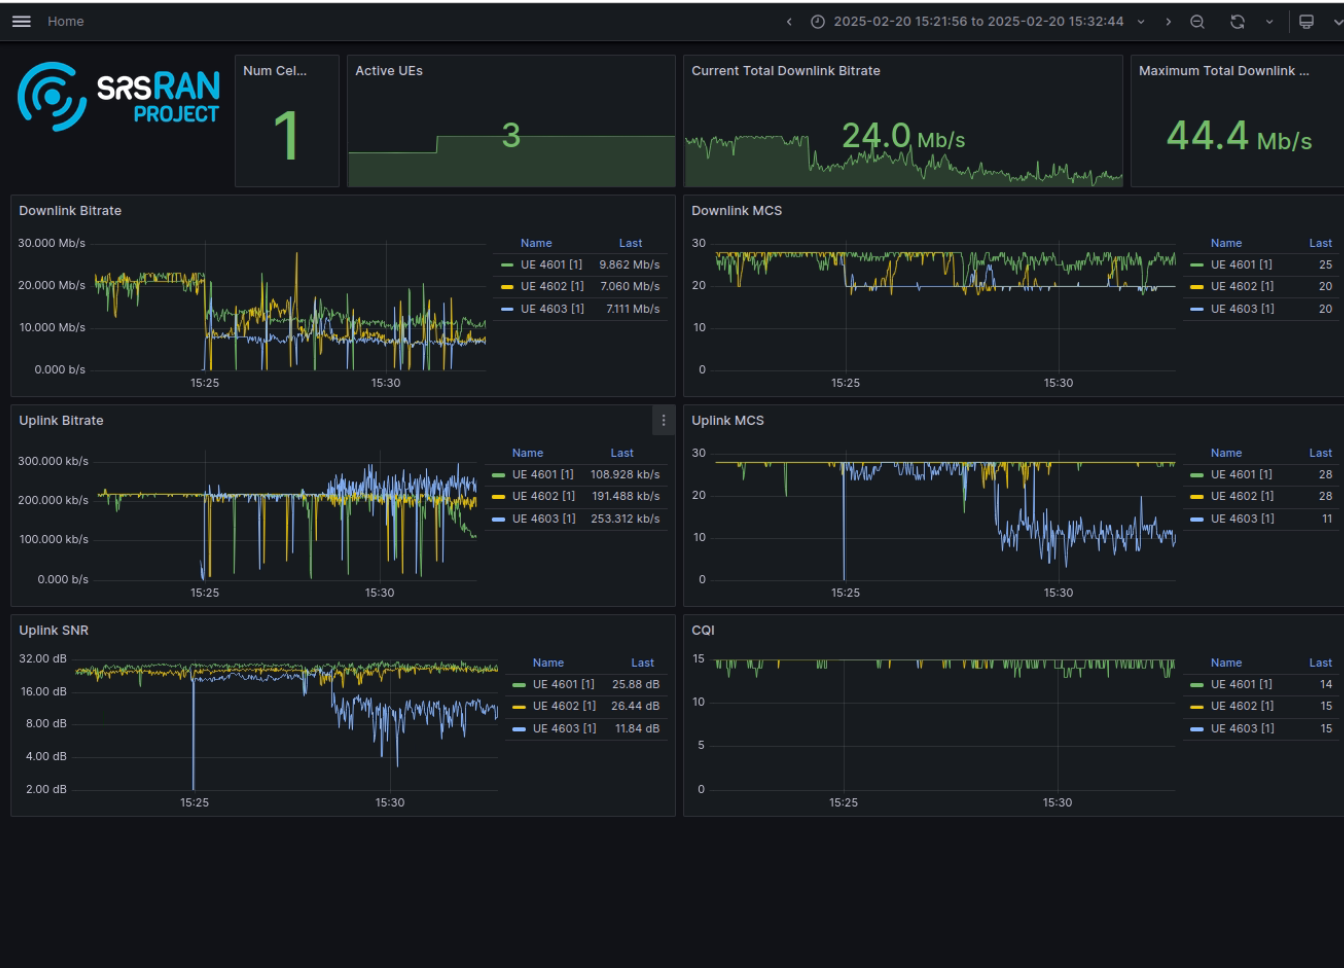 Home
2025-02-20 15:21:56 to 2025-02-20 15:32:44
srsRAN
PROJECT
Num Cel...
1
Active UEs
3
Current Total Downlink Bitrate
24.0 Mb/s
Maximum Total Downlink ...
44.4 Mb/s
Downlink Bitrate
30.000 Mb/s
20.000 Mb/s
10.000 Mb/s
0.000 b/s
15:25 15:30
Name Last
UE 4601 [1] 9.862 Mb/s
UE 4602 [1] 7.060 Mb/s
UE 4603 [1] 7.111 Mb/s
Downlink MCS
30
20
10
0
15:25 15:30
Name Last
UE 4601 [1] 25
UE 4602 [1] 20
UE 4603 [1] 20
Uplink Bitrate
300.000 kb/s
200.000 kb/s
100.000 kb/s
0.000 b/s
15:25 15:30
Name Last
UE 4601 [1] 108.928 kb/s
UE 4602 [1] 191.488 kb/s
UE 4603 [1] 253.312 kb/s
Uplink MCS
30
20
10
0
15:25 15:30
Name Last
UE 4601 [1] 28
UE 4602 [1] 28
UE 4603 [1] 11
Uplink SNR
32.00 dB
16.00 dB
8.00 dB
4.00 dB
2.00 dB
15:25 15:30
Name Last
UE 4601 [1] 25.88 dB
UE 4602 [1] 26.44 dB
UE 4603 [1] 11.84 dB
CQI
15
10
5
0
15:25 15:30
Name Last
UE 4601 [1] 14
UE 4602 [1] 15
UE 4603 [1] 15